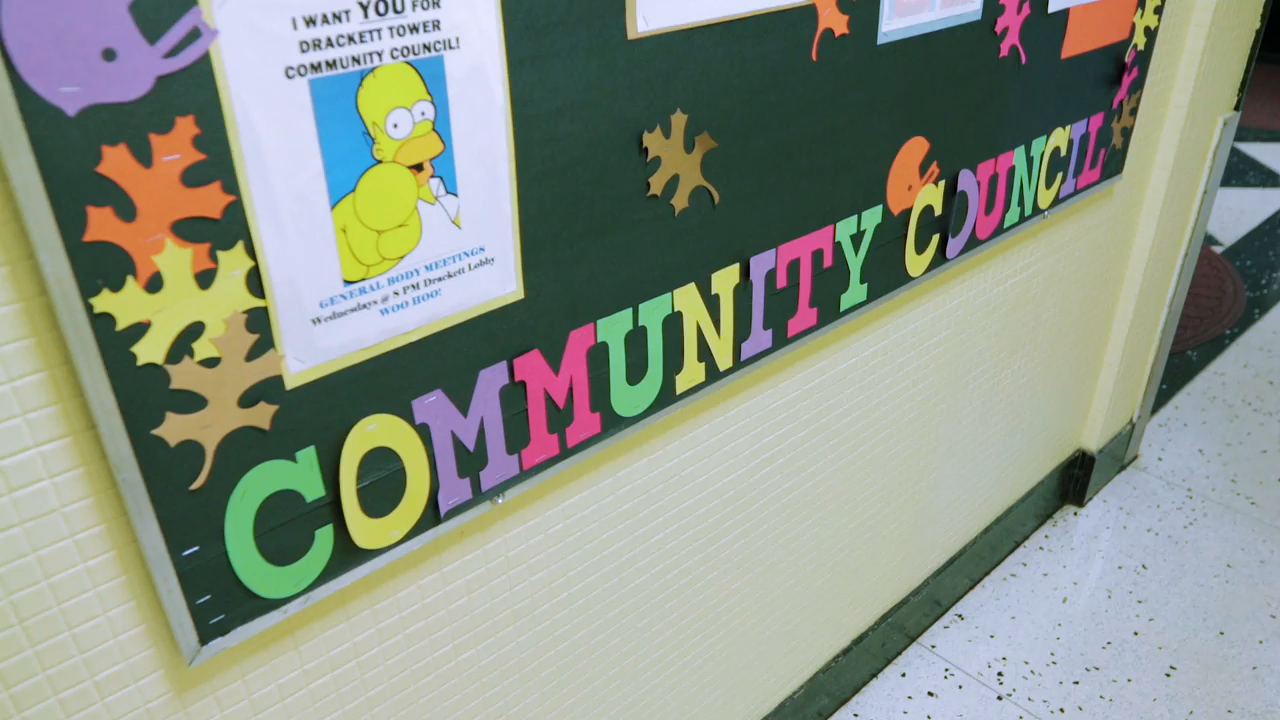 I WANT YOU FOR
DRACKETT TOWER
COMMUNITY COUNCIL!
GENERAL BODY MEETINGS
Wednesdays @ 8 PM Drackett Lobby
WOO HOO!
COMMUNITY COUNCIL